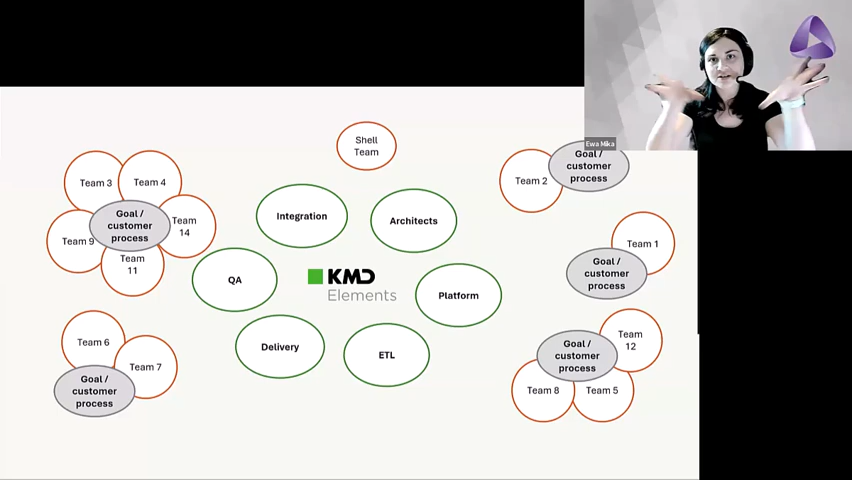 Ewa Mika
Shell
Team
Team 3
Team 4
Goal /
customer
process
Team
14
Team 9
Team
11
Team 2
Goal /
customer
process
Integration
Architects
Team 1
Goal /
customer
process
QA
KMD
Elements
Platform
Team 6
Team 7
Goal /
customer
process
Delivery
ETL
Team
12
Goal /
customer
process
Team 8
Team 5